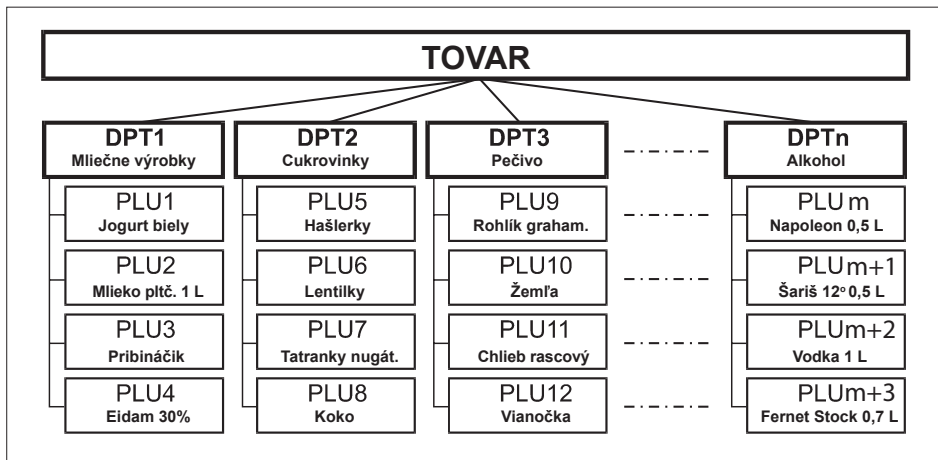 TOVAR
DPT1
Mliečne výrobky
PLU1
Jogurt biely
PLU2
Mlieko pltč. 1 L
PLU3
Pribináčik
PLU4
Eidam 30%
DPT2
Cukrovinky
PLU5
Hašlerky
PLU6
Lentilky
PLU7
Tatranky nugát.
PLU8
Koko
DPT3
Pečivo
PLU9
Rohlík graham.
PLU10
Žemľa
PLU11
Chlieb rascový
PLU12
Vianočka
DPTn
Alkohol
PLU m
Napoleon 0,5 L
PLUm+1
Šariš 12° 0,5 L
PLUm+2
Vodka 1 L
PLUm+3
Fernet Stock 0,7 L